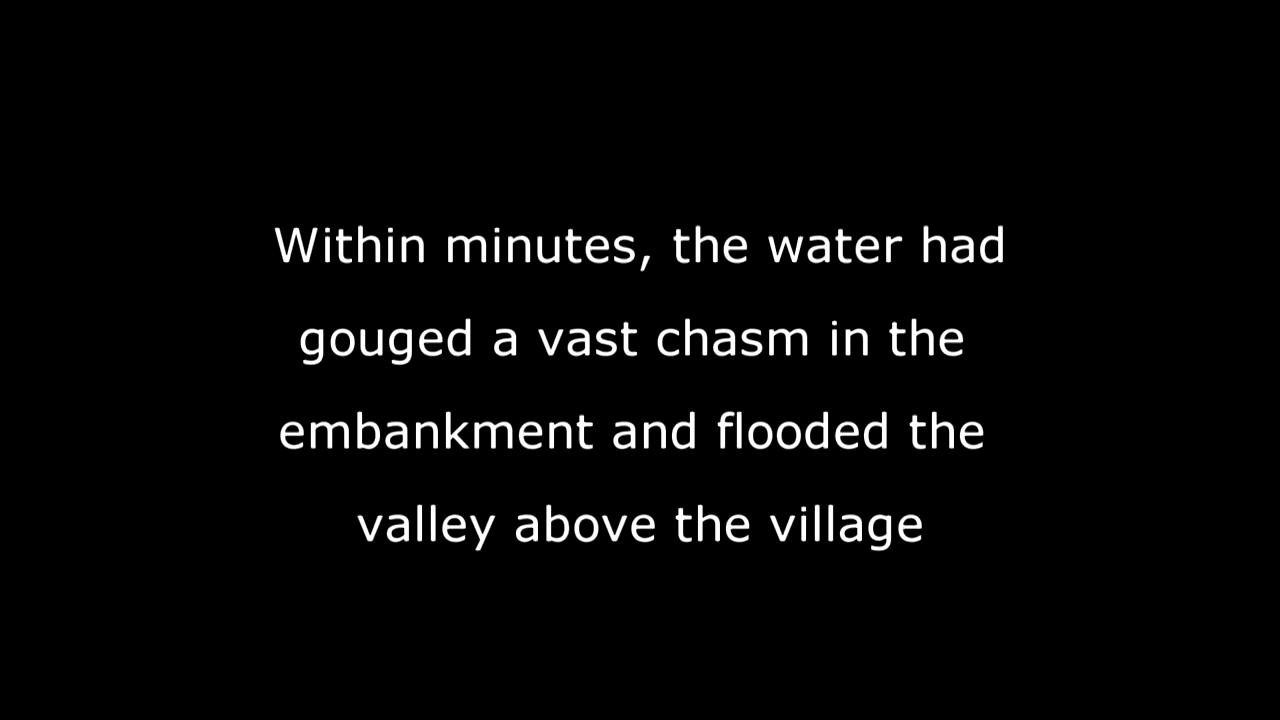 Within minutes, the water had
gouged a vast chasm in the
embankment and flooded the
valley above the village